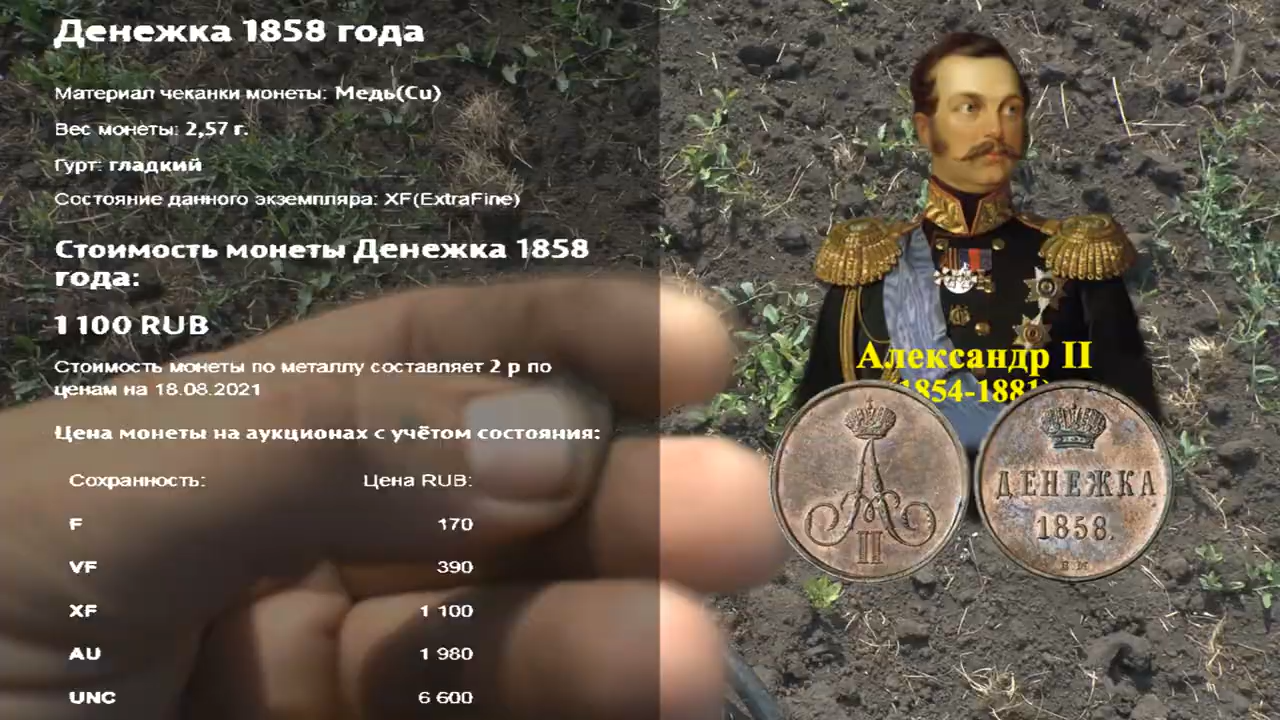 Денежка 1858 года
Материал чеканки монеты: Медь(Cu)
Вес монеты: 2,57 г.
Гурт: гладкий
Состояние данного экземпляра: XF(ExtraFine)
Стоимость монеты Денежка 1858
года:
1 100 RUB
Стоимость монеты по металлу составляет 2 р по
ценам на 18.08.2021
Цена монеты на аукционах с учётом состояния:
Сохранность: Цена RUB:
F 170
VF 390
XF 1 100
AU 1 980
UNC 6 600
Александр II
(1854-1881)
II
ДЕНЕЖКА
1858.
В.М.